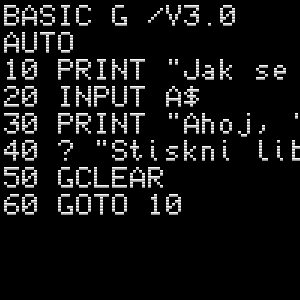 BASIC G /V3.0
AUTO
10 PRINT "Jak se
20 INPUT A$
30 PRINT "Ahoj, "
40 ? "Stiskni lib
50 GCLEAR
60 GOTO 10